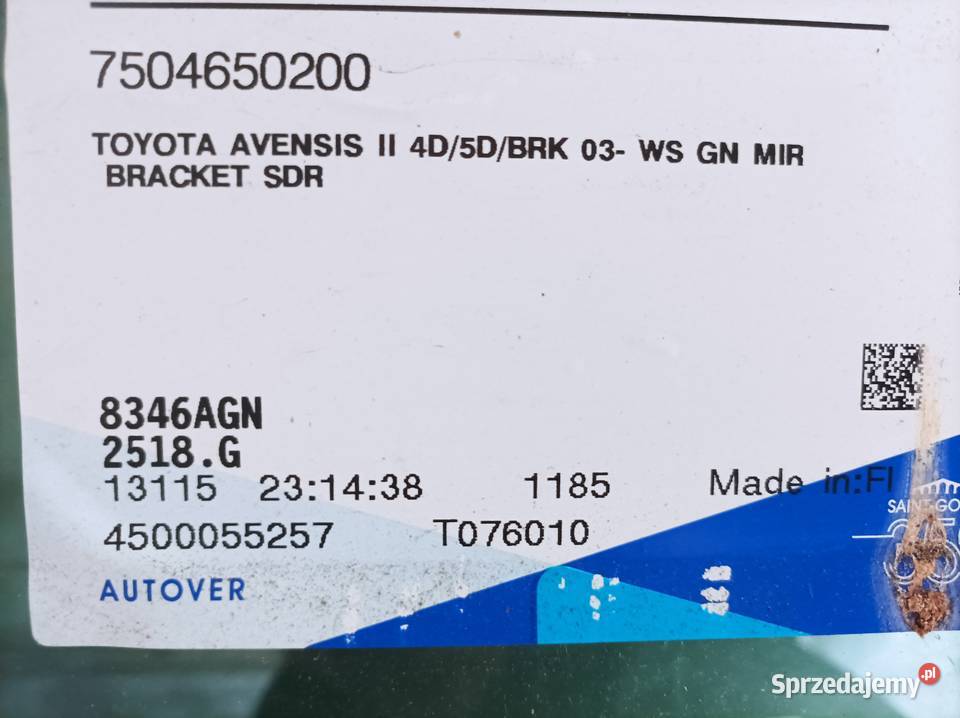 7504650200
TOYOTA AVENSIS II 4D/5D/BRK 03- WS GN MIR
BRACKET SDR
8346AGN
2518.G
13115 23:14:38 1185 Made in:FI
4500055257 T076010
AUTOVER
Sprzedajemy.pl